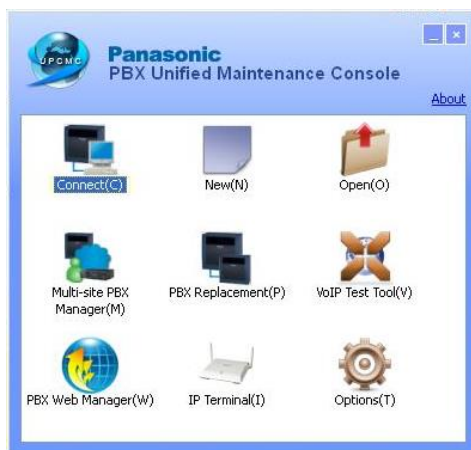 UPCMC
Panasonic
PBX Unified Maintenance Console
About
Connect(C)
New(N)
Open(O)
Multi-site PBX
Manager(M)
PBX Replacement(P)
VoIP Test Tool(V)
PBX Web Manager(W)
IP Terminal(I)
Options(T)